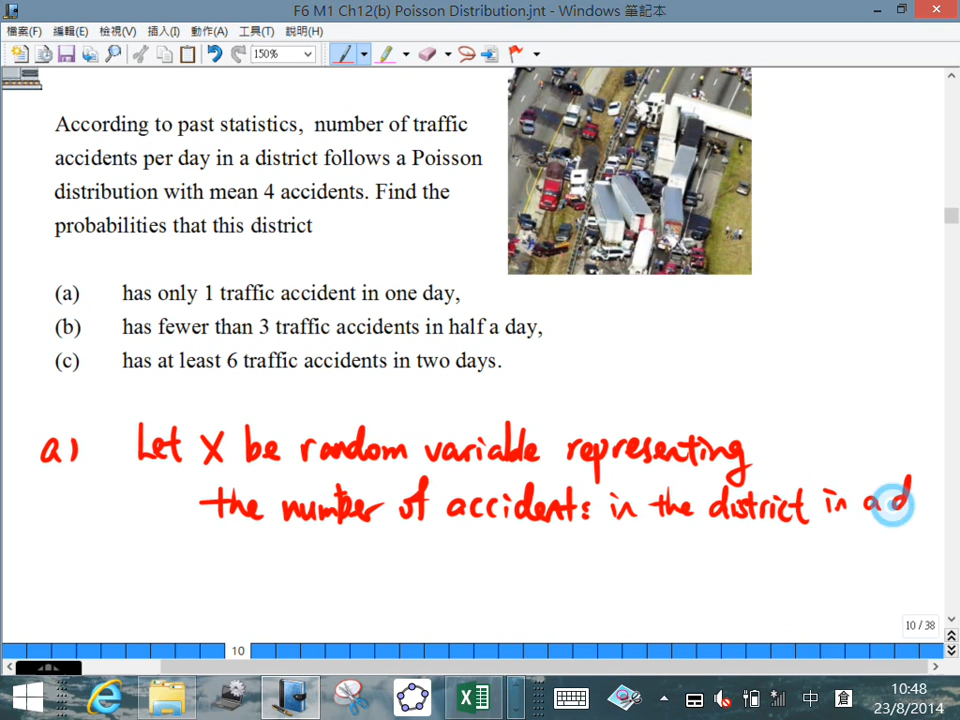 F6 M1 Ch12(b) Poisson Distribution.jnt - Windows 筆記本
檔案(F) 編輯(E) 檢視(V) 插入(I) 動作(A) 工具(T) 說明(H)
150%
According to past statistics, number of traffic
accidents per day in a district follows a Poisson
distribution with mean 4 accidents. Find the
probabilities that this district
(a) has only 1 traffic accident in one day,
(b) has fewer than 3 traffic accidents in half a day,
(c) has at least 6 traffic accidents in two days.
a) Let X be random variable representing
the number of accidents in the district in a d
10 / 38
10
中 倉
10:48
23/8/2014